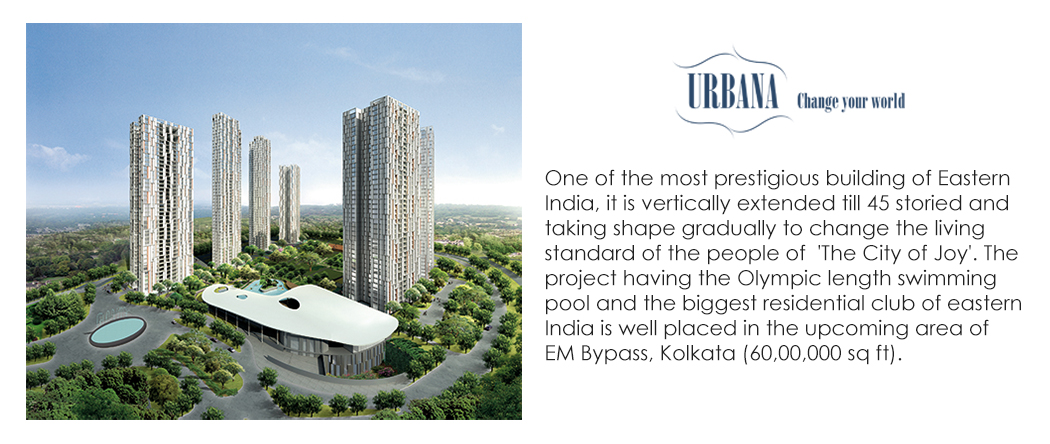 URBANA Change your world
One of the most prestigious building of Eastern
India, it is vertically extended till 45 storied and
taking shape gradually to change the living
standard of the people of 'The City of Joy'. The
project having the Olympic length swimming
pool and the biggest residential club of eastern
India is well placed in the upcoming area of
EM Bypass, Kolkata (60,00,000 sq ft).